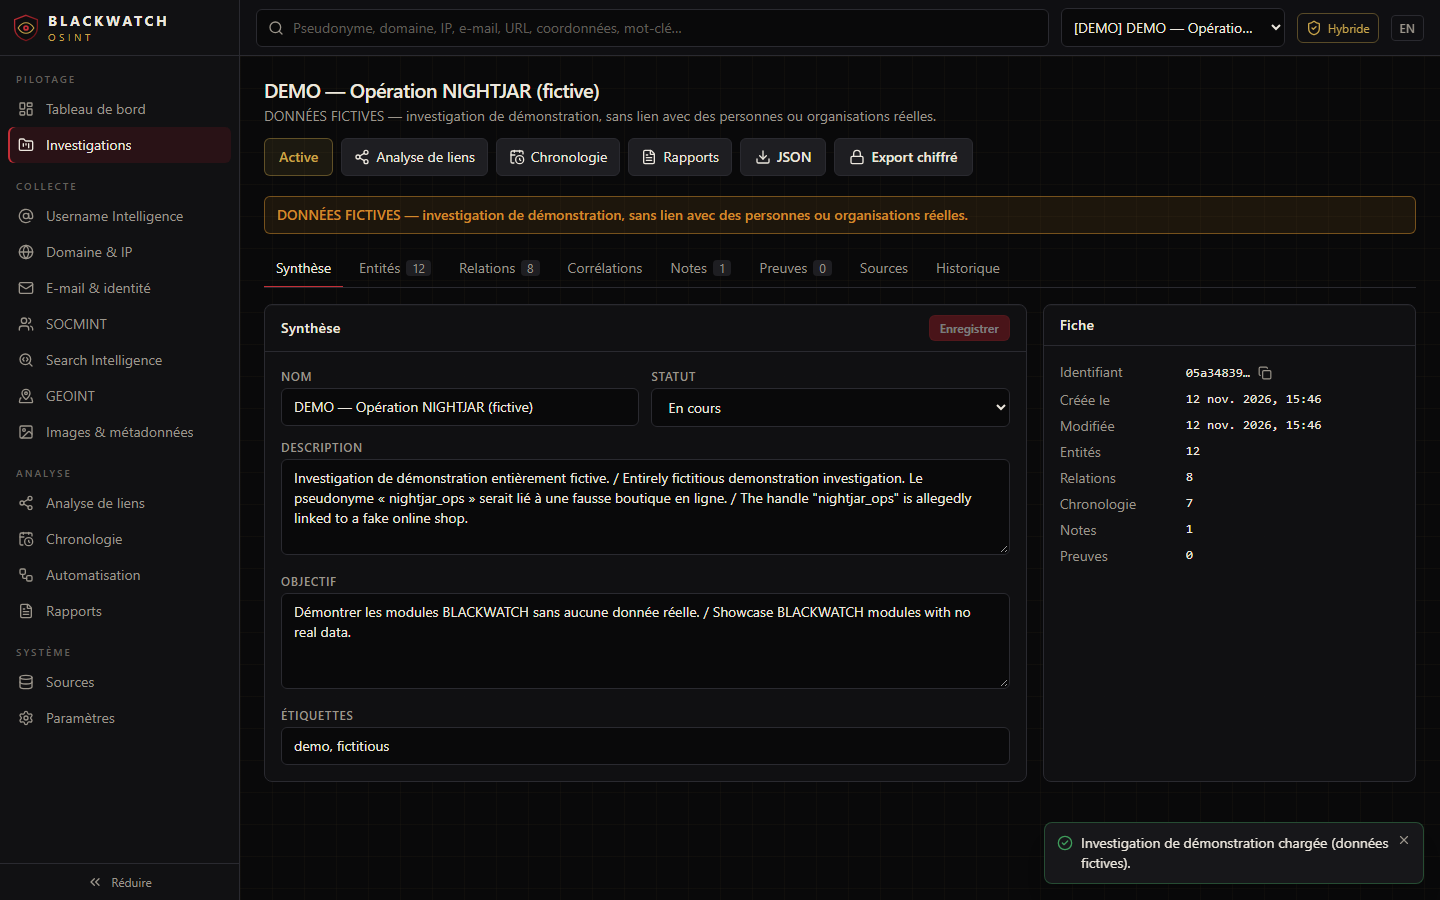 BLACKWATCH
OSINT
Pseudonyme, domaine, IP, e-mail, URL, coordonnées, mot-clé...
[DEMO] DEMO — Opératio...
Hybride
EN
PILOTAGE
Tableau de bord
Investigations
COLLECTE
Username Intelligence
Domaine & IP
E-mail & identité
SOCMINT
Search Intelligence
GEOINT
Images & métadonnées
ANALYSE
Analyse de liens
Chronologie
Automatisation
Rapports
SYSTÈME
Sources
Paramètres
Réduire
DEMO — Opération NIGHTJAR (fictive)
DONNÉES FICTIVES — investigation de démonstration, sans lien avec des personnes ou organisations réelles.
Active
Analyse de liens
Chronologie
Rapports
JSON
Export chiffré
DONNÉES FICTIVES — investigation de démonstration, sans lien avec des personnes ou organisations réelles.
Synthèse
Entités 12
Relations 8
Corrélations
Notes 1
Preuves 0
Sources
Historique
Synthèse
Enregistrer
NOM
STATUT
DEMO — Opération NIGHTJAR (fictive)
En cours
DESCRIPTION
Investigation de démonstration entièrement fictive. / Entirely fictitious demonstration investigation. Le
pseudonyme « nightjar_ops » serait lié à une fausse boutique en ligne. / The handle "nightjar_ops" is allegedly
linked to a fake online shop.
OBJECTIF
Démontrer les modules BLACKWATCH sans aucune donnée réelle. / Showcase BLACKWATCH modules with no
real data.
ÉTIQUETTES
demo, fictitious
Fiche
Identifiant 05a34839...
Créée le 12 nov. 2026, 15:46
Modifiée 12 nov. 2026, 15:46
Entités 12
Relations 8
Chronologie 7
Notes 1
Preuves 0
Investigation de démonstration chargée (données
fictives).